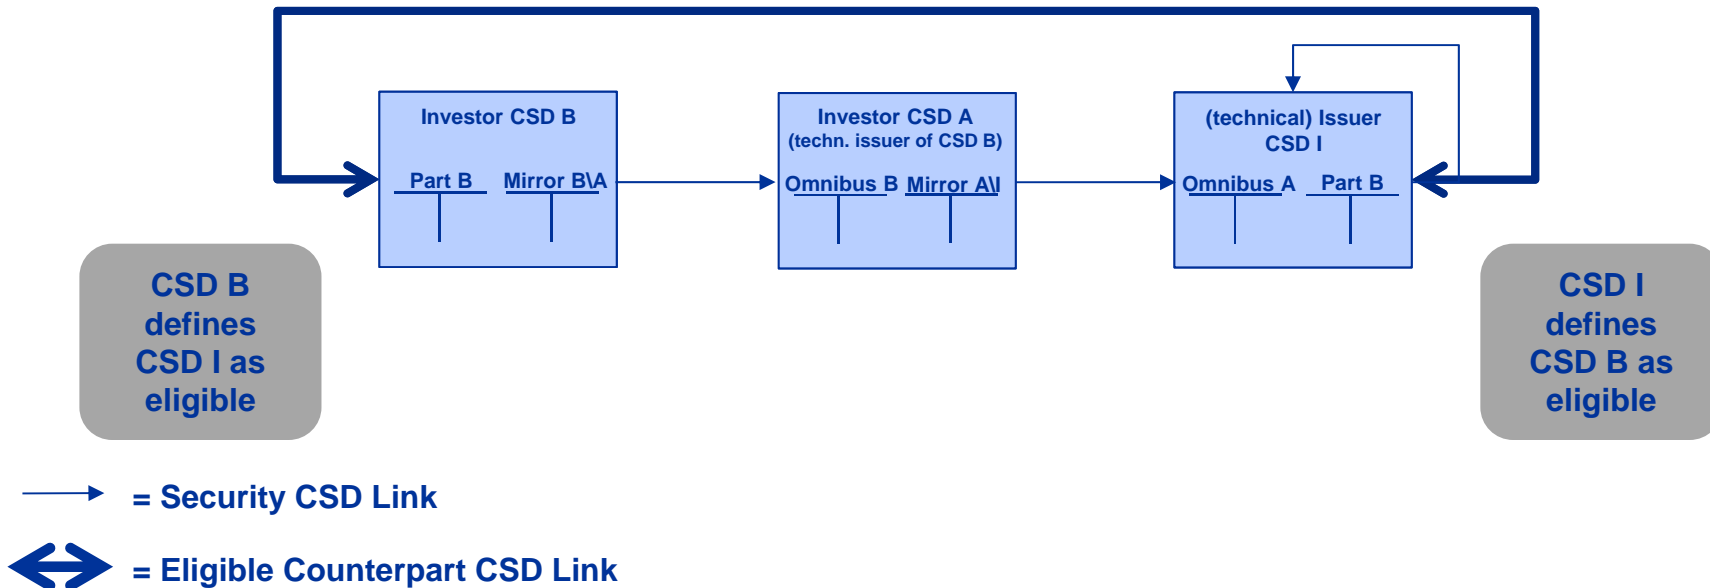 Investor CSD B
Part B
Mirror B\A
Investor CSD A
(techn. issuer of CSD B)
Omnibus B
Mirror A\I
(technical) Issuer
CSD I
Omnibus A
Part B
CSD B
defines
CSD I as
eligible
CSD I
defines
CSD B as
eligible
= Security CSD Link
= Eligible Counterpart CSD Link